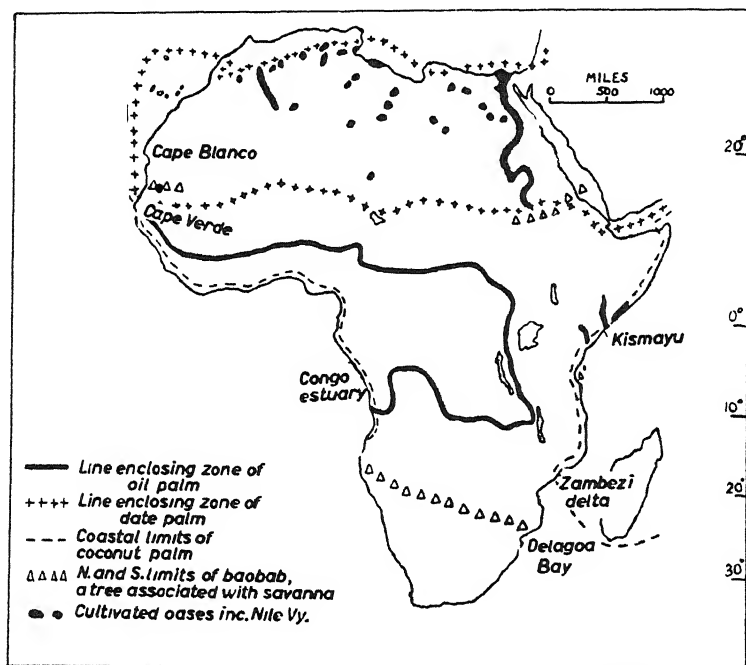 MILES
0 500 1000
20°
Cape Blanco
Cape Verde
0°
Kismayu
Congo
estuary
10°
Zambezi
delta
20°
Delagoa
Bay
30°
Line enclosing zone of
oil palm
++++ Line enclosing zone of
date palm
--- Coastal limits of
coconut palm
ΔΔΔΔ N. and S. limits of baobab,
a tree associated with savanna
Cultivated oases inc. Nile Vy.